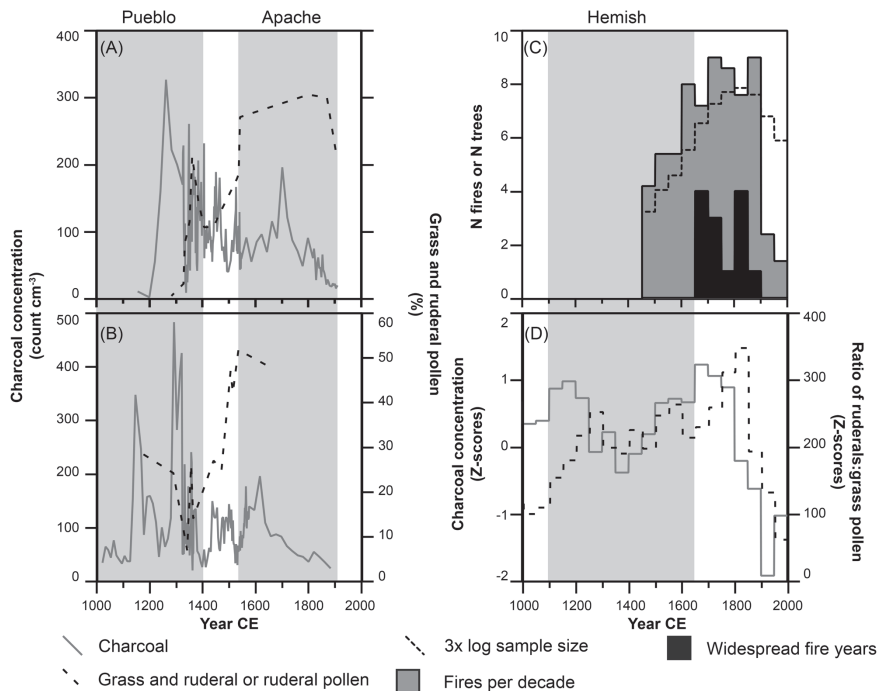 Pueblo Apache Hemish
(A)
400
300
200
100
0
(B)
500
400
300
200
100
0
Charcoal concentration
(count cm-3)
60
50
40
30
20
10
0
Grass and ruderal pollen
(%)
1000 1200 1400 1600 1800 2000
Year CE
(C)
10
8
6
4
2
0
N fires or N trees
(D)
2
1
0
-1
-2
Charcoal concentration
(Z-scores)
400
300
200
100
0
Ratio of ruderals:grass pollen
(Z-scores)
1000 1200 1400 1600 1800 2000
Year CE
Charcoal
Grass and ruderal or ruderal pollen
3x log sample size
Fires per decade
Widespread fire years